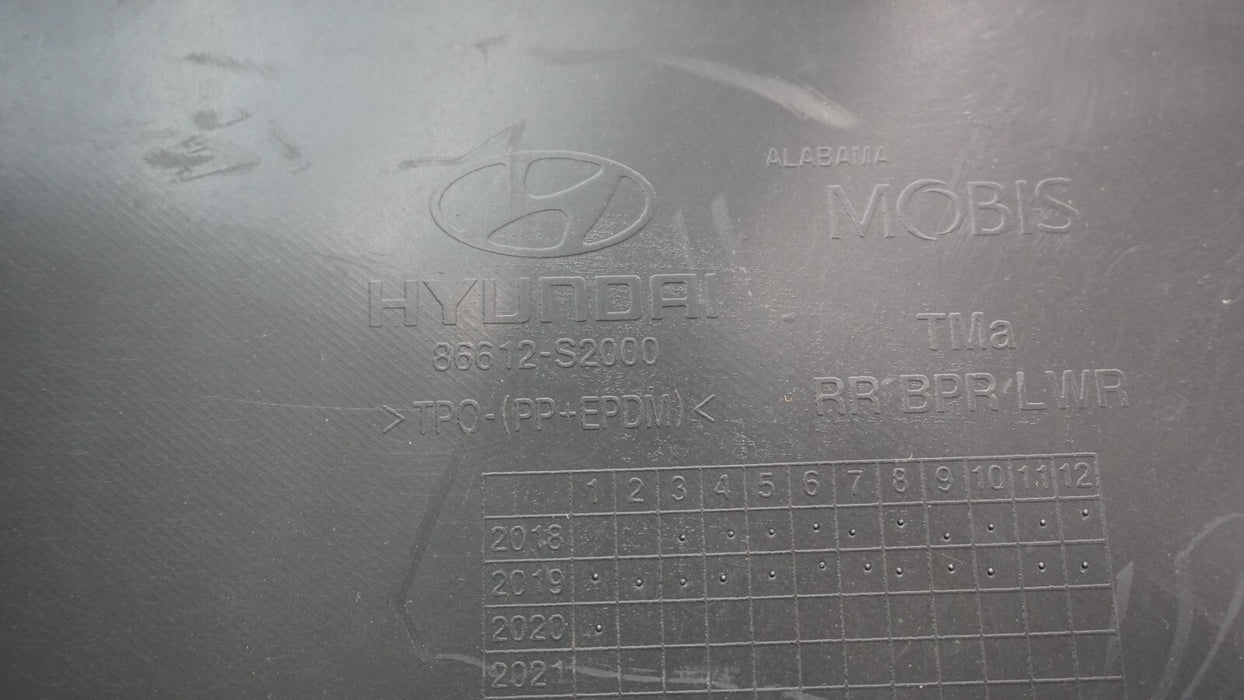 ALABAMA
MOBIS
HYUNDAI
86612-S2000
TMa
>TPO-(PP+EPDM)<
RR BPR LWR
1 2 3 4 5 6 7 8 9 10 11 12
2018
2019
2020
2021